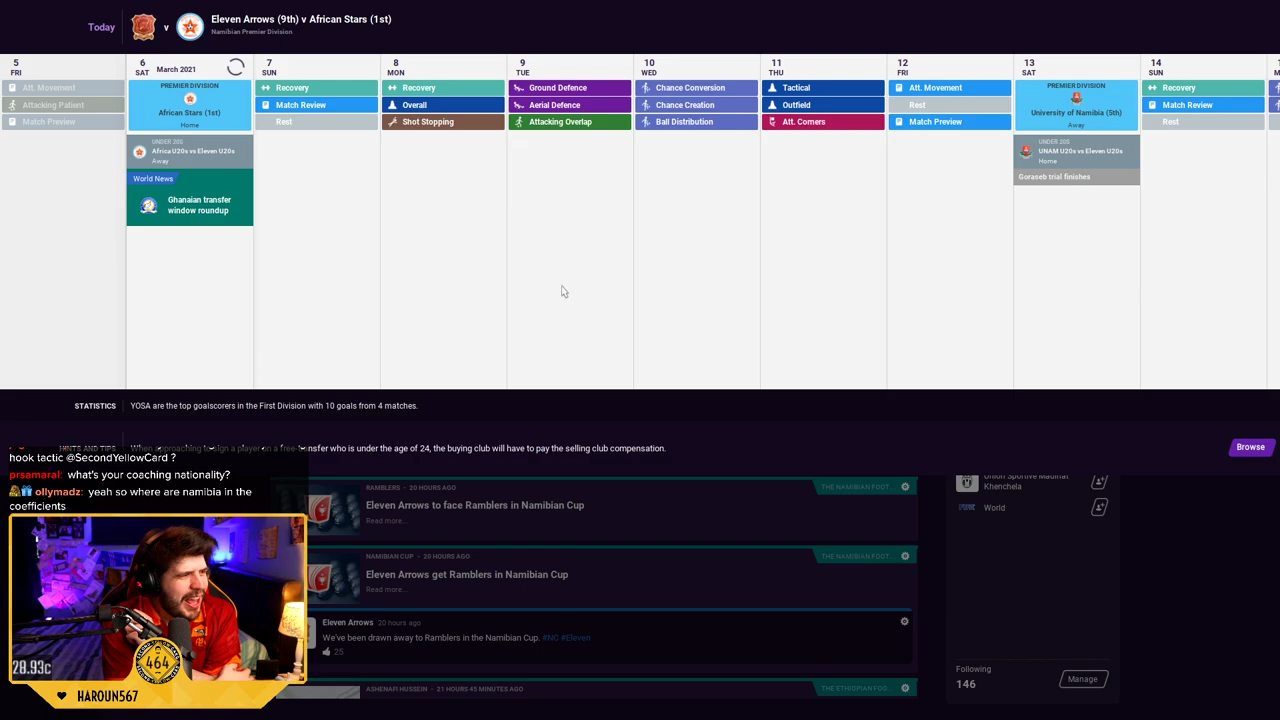 Today
v
Eleven Arrows (9th) v African Stars (1st)
Namibian Premier Division
5
FRI
Att. Movement
Attacking Patient
Match Preview
6
SAT
March 2021
PREMIER DIVISION
African Stars (1st)
Home
UNDER 20S
Africa U20s vs Eleven U20s
Away
World News
Ghanaian transfer
window roundup
7
SUN
Recovery
Match Review
Rest
8
MON
Recovery
Overall
Shot Stopping
9
TUE
Ground Defence
Aerial Defence
Attacking Overlap
10
WED
Chance Conversion
Chance Creation
Ball Distribution
11
THU
Tactical
Outfield
Att. Corners
12
FRI
Att. Movement
Rest
Match Preview
13
SAT
PREMIER DIVISION
University of Namibia (5th)
Away
UNDER 20S
UNAM U20s vs Eleven U20s
Home
Goraseb trial finishes
14
SUN
Recovery
Match Review
Rest
STATISTICS
YOSA are the top goalscorers in the First Division with 10 goals from 4 matches.
HINTS AND TIPS
When approaching to sign a player on a free transfer who is under the age of 24, the buying club will have to pay the selling club compensation.
Browse
hook tactic @SecondYellowCard ?
prsamaral: what's your coaching nationality?
ollymadz: yeah so where are namibia in the
coefficients
RAMBLERS - 20 HOURS AGO
THE NAMIBIAN FOOT...
Eleven Arrows to face Ramblers in Namibian Cup
Read more...
NAMIBIAN CUP - 20 HOURS AGO
THE NAMIBIAN FOOT...
Eleven Arrows get Ramblers in Namibian Cup
Read more...
Eleven Arrows 20 hours ago
We've been drawn away to Ramblers in the Namibian Cup. #NC #Eleven
25
ASHENAFI HUSSEIN - 21 HOURS 45 MINUTES AGO
THE ETHIOPIAN FOO...
Union Sportive Madinat
Khenchela
World
Following
146
Manage
28.93c
464
HAROUN567